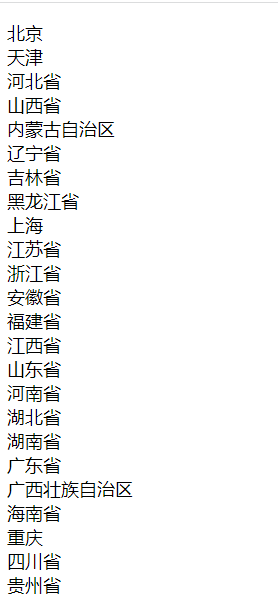 北京
天津
河北省
山西省
内蒙古自治区
辽宁省
吉林省
黑龙江省
上海
江苏省
浙江省
安徽省
福建省
江西省
山东省
河南省
湖北省
湖南省
广东省
广西壮族自治区
海南省
重庆
四川省
贵州省